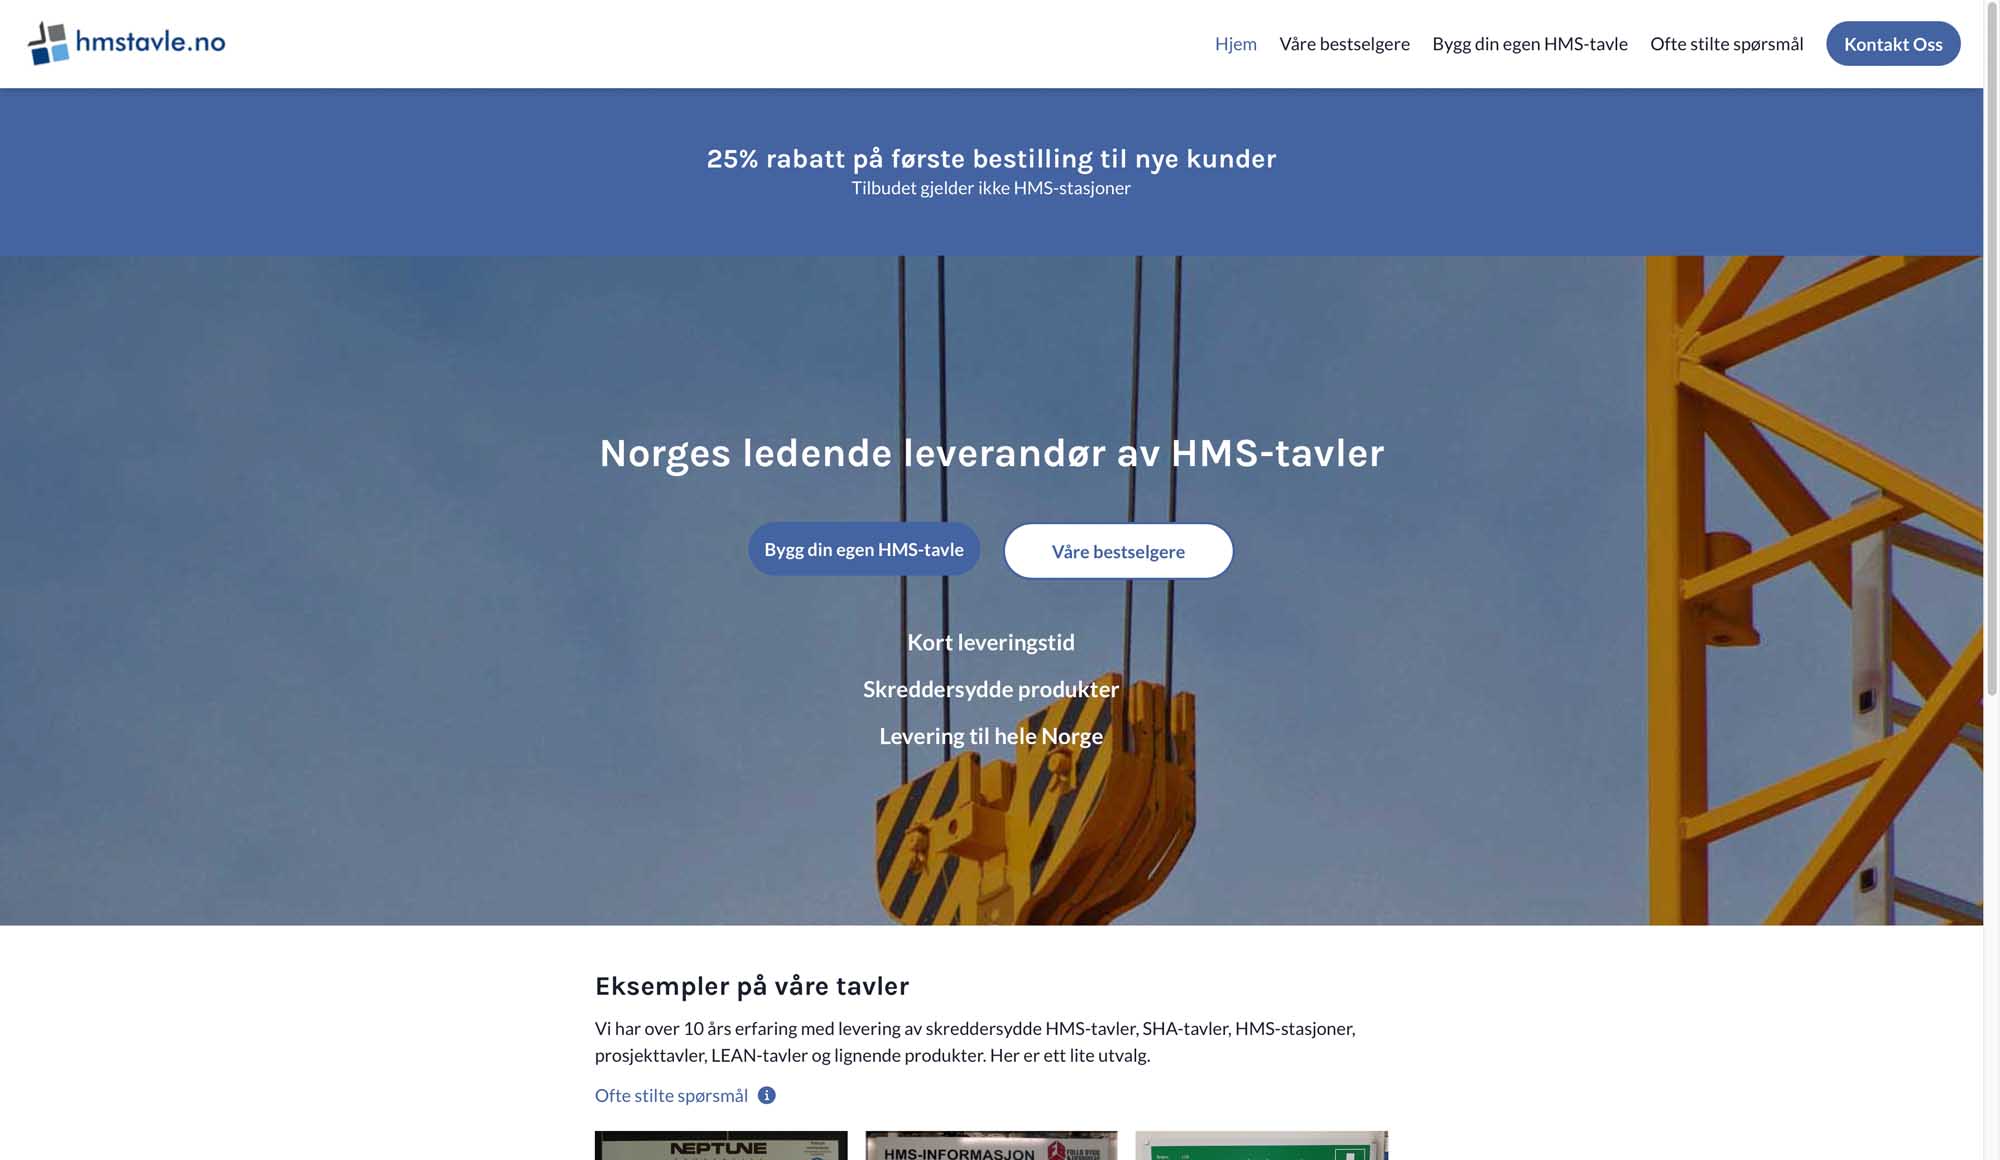 hmstavle.no
Hjem Våre bestselgere Bygg din egen HMS-tavle Ofte stilte spørsmål Kontakt Oss
25% rabatt på første bestilling til nye kunder
Tilbudet gjelder ikke HMS-stasjoner
Norges ledende leverandør av HMS-tavler
Bygg din egen HMS-tavle Våre bestselgere
Kort leveringstid
Skreddersydde produkter
Levering til hele Norge
Eksempler på våre tavler
Vi har over 10 års erfaring med levering av skreddersydde HMS-tavler, SHA-tavler, HMS-stasjoner,
prosjekttavler, LEAN-tavler og lignende produkter. Her er ett lite utvalg.
Ofte stilte spørsmål
NEPTUNE HMS-INFORMASJON